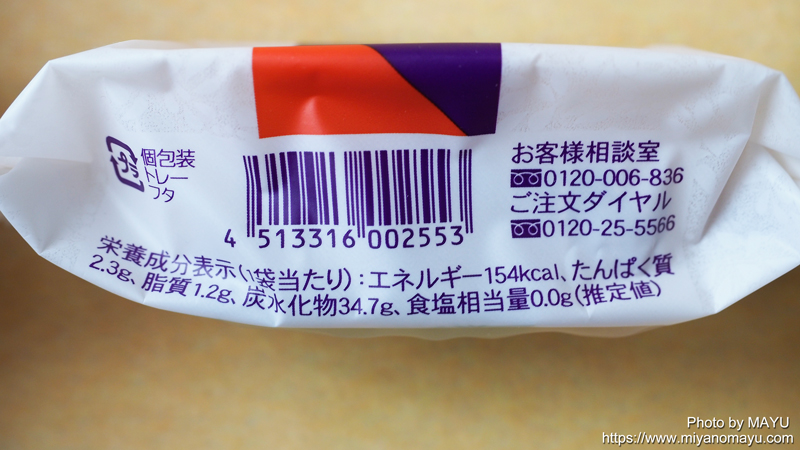 プラ
個包装
トレー
フタ
4 513316 002553
お客様相談室
0120-006-836
ご注文ダイヤル
0120-25-5566
栄養成分表示(1袋当たり):エネルギー154kcal、たんぱく質
2.3g、脂質1.2g、炭水化物34.7g、食塩相当量0.0g(推定値)
Photo by MAYU
https://www.miyanomayu.com